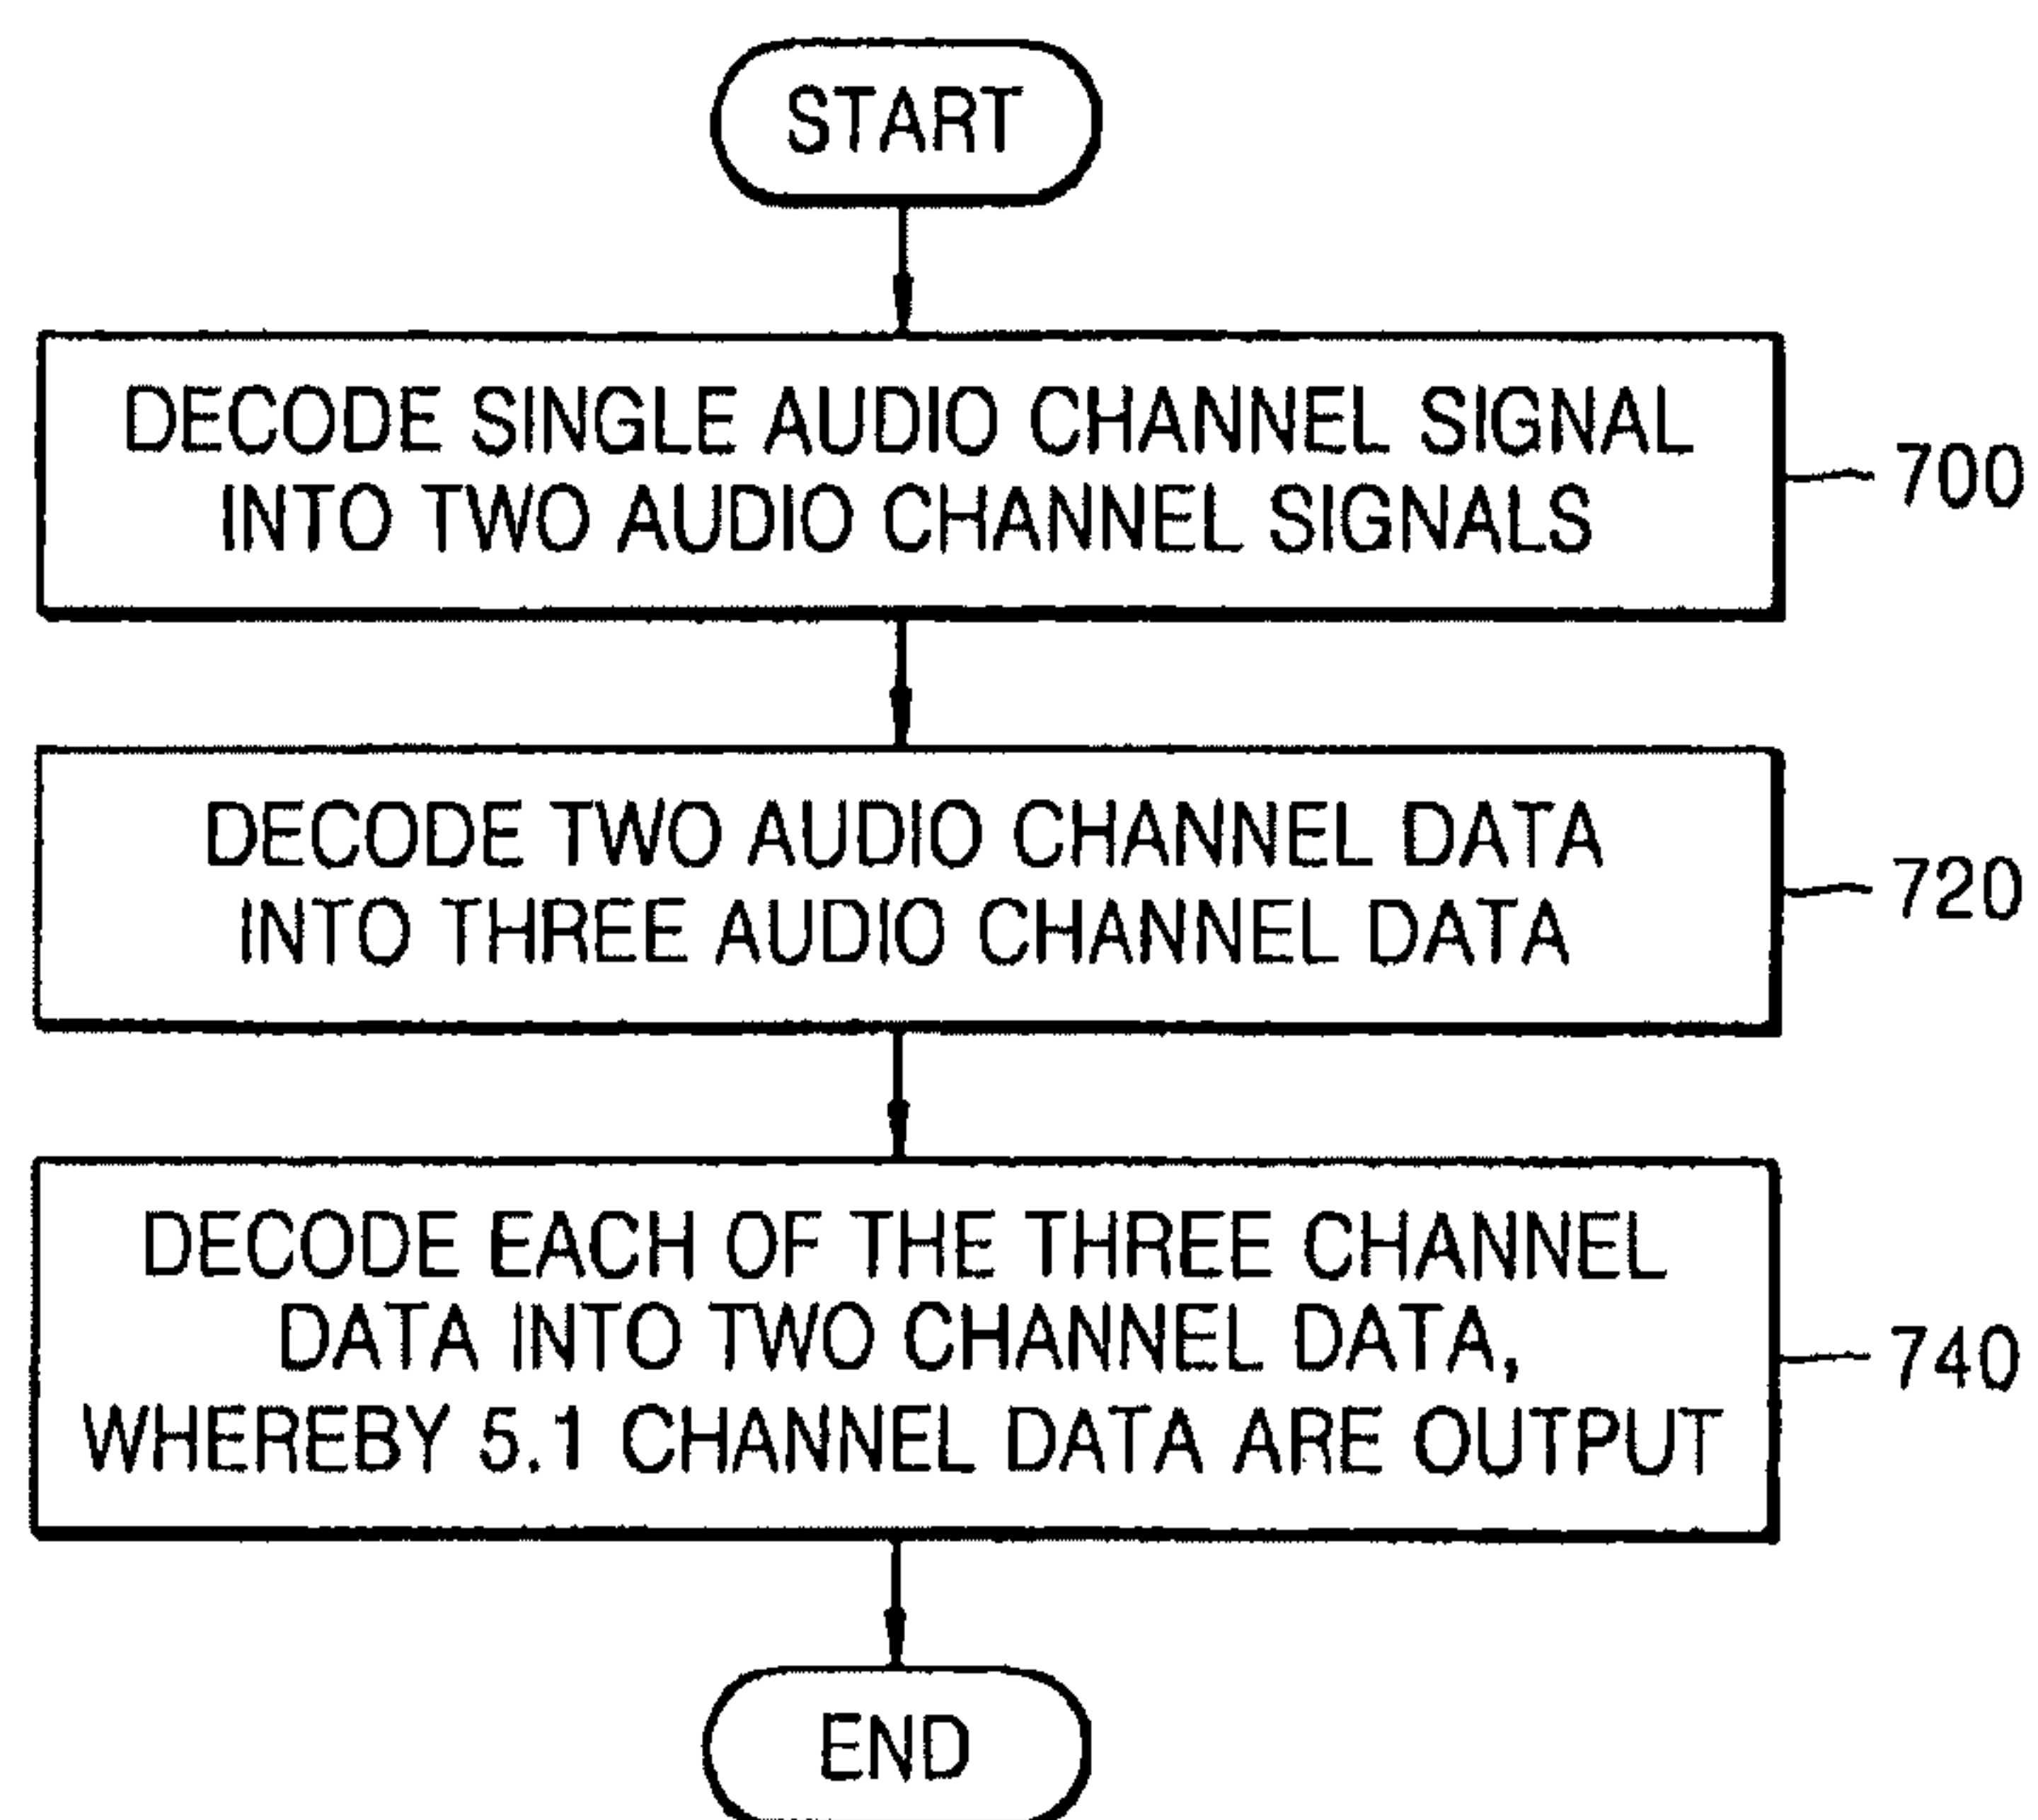 START
DECODE SINGLE AUDIO CHANNEL SIGNAL
INTO TWO AUDIO CHANNEL SIGNALS
700
DECODE TWO AUDIO CHANNEL DATA
INTO THREE AUDIO CHANNEL DATA
720
DECODE EACH OF THE THREE CHANNEL
DATA INTO TWO CHANNEL DATA,
WHEREBY 5.1 CHANNEL DATA ARE OUTPUT
740
END